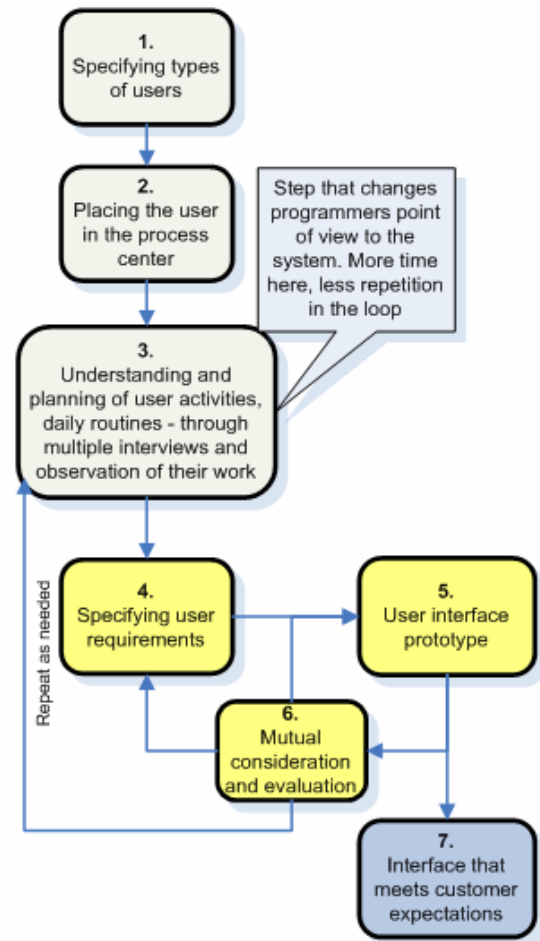 1.
Specifying types
of users
2.
Placing the user
in the process
center
Step that changes
programmers point
of view to the
system. More time
here, less repetition
in the loop
3.
Understanding and
planning of user activities,
daily routines - through
multiple interviews and
observation of their work
4.
Specifying user
requirements
5.
User interface
prototype
Repeat as needed
6.
Mutual
consideration
and evaluation
7.
Interface that
meets customer
expectations